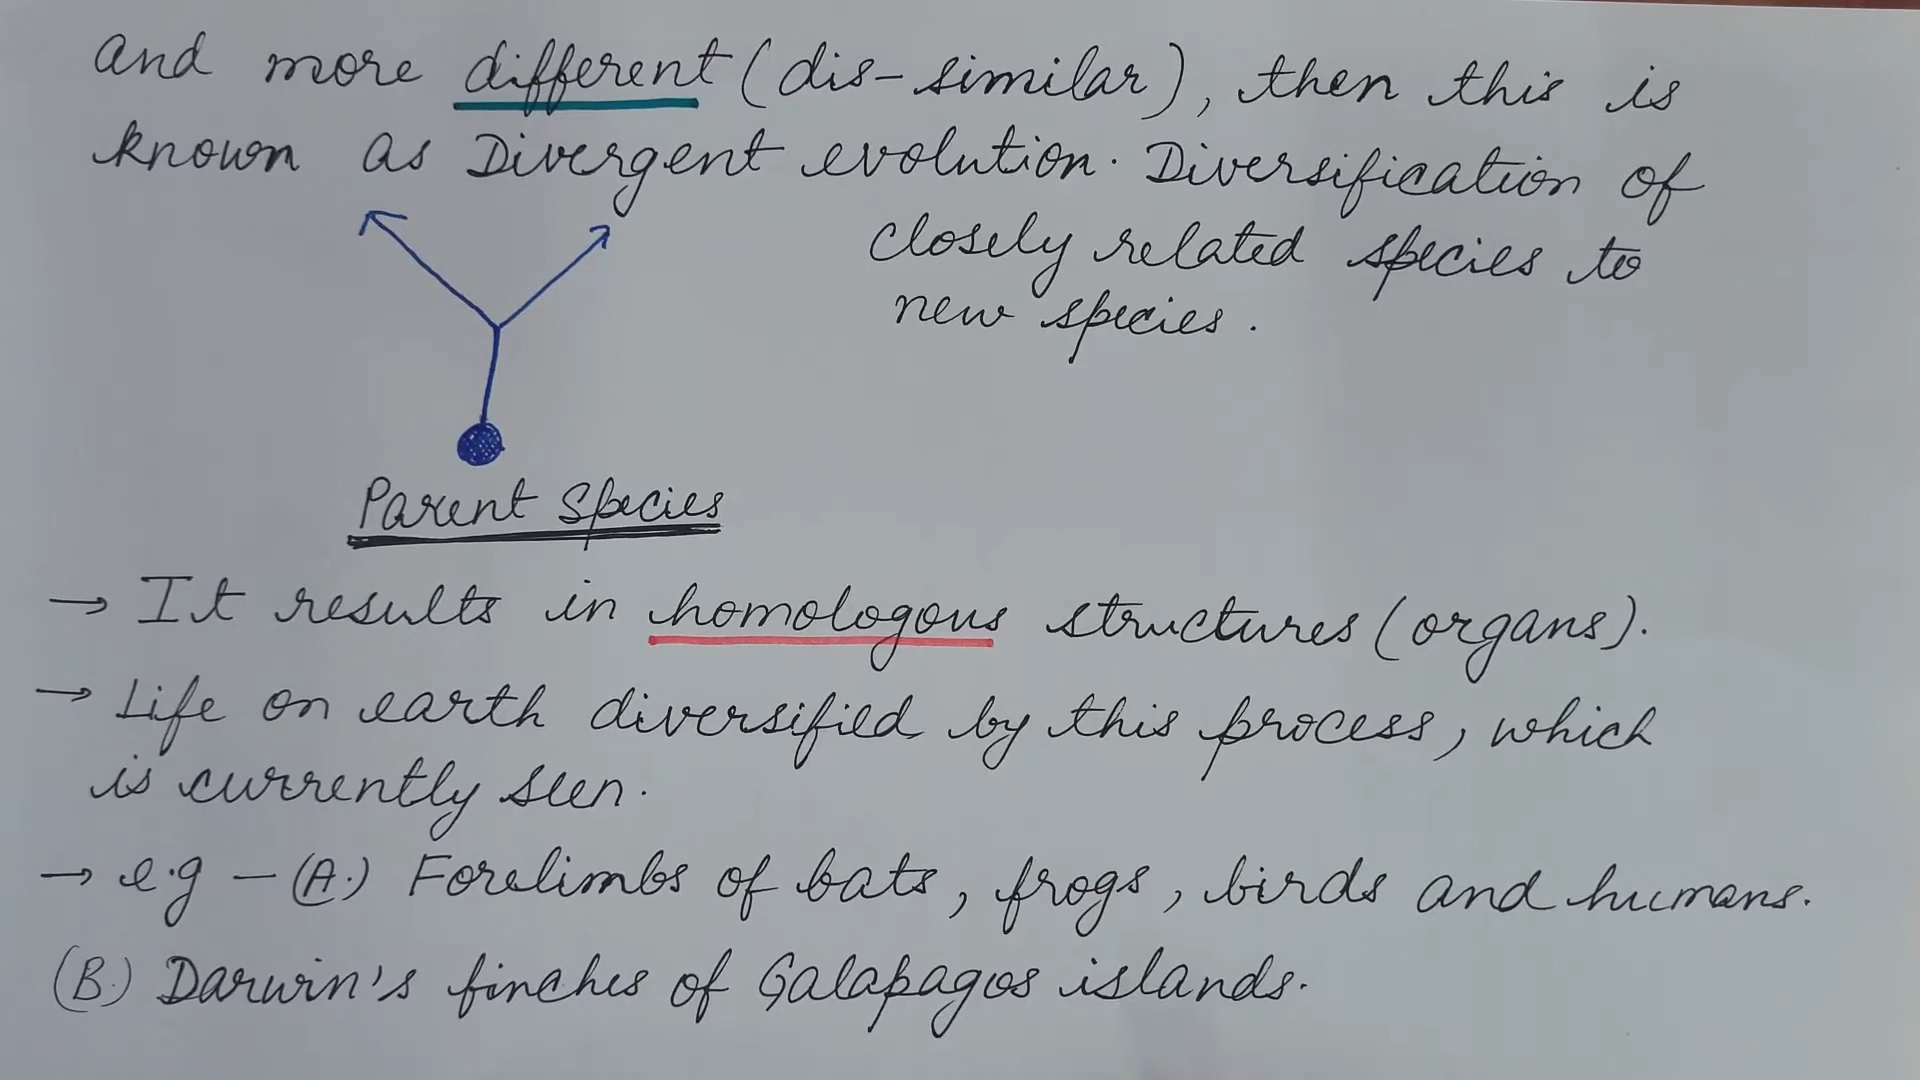 and more different (dis-similar), then this is
known as Divergent evolution. Diversification of
closely related species to
new species.
Parent Species
→ It results in homologous structures (organs).
→ Life on earth diversified by this process, which
is currently seen.
→ e.g - (A.) Forelimbs of bats, frogs, birds and humans.
(B.) Darwin's finches of Galapagos islands.